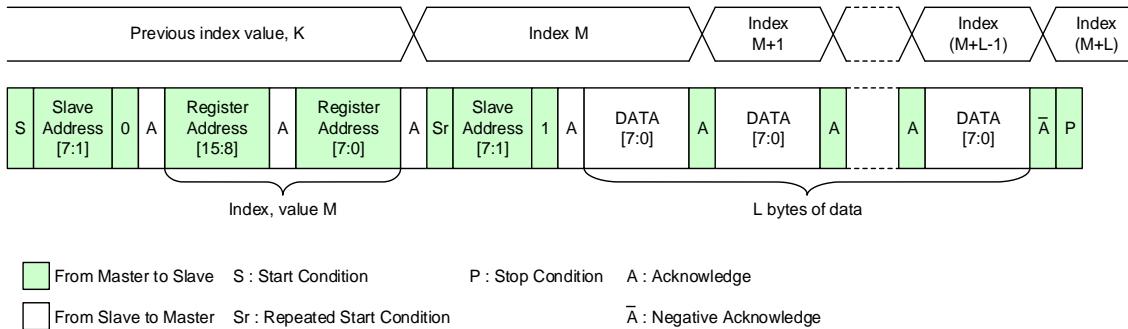 Previous index value, K
Index M
Index
M+1
Index
(M+L-1)
Index
(M+L)
S
Slave
Address
[7:1]
0
A
Register
Address
[15:8]
A
Register
Address
[7:0]
A
Sr
Slave
Address
[7:1]
1
A
DATA
[7:0]
A
DATA
[7:0]
A
A
DATA
[7:0]
A̅
P
Index, value M
L bytes of data
From Master to Slave
S : Start Condition
P : Stop Condition
A : Acknowledge
From Slave to Master
Sr : Repeated Start Condition
A̅ : Negative Acknowledge